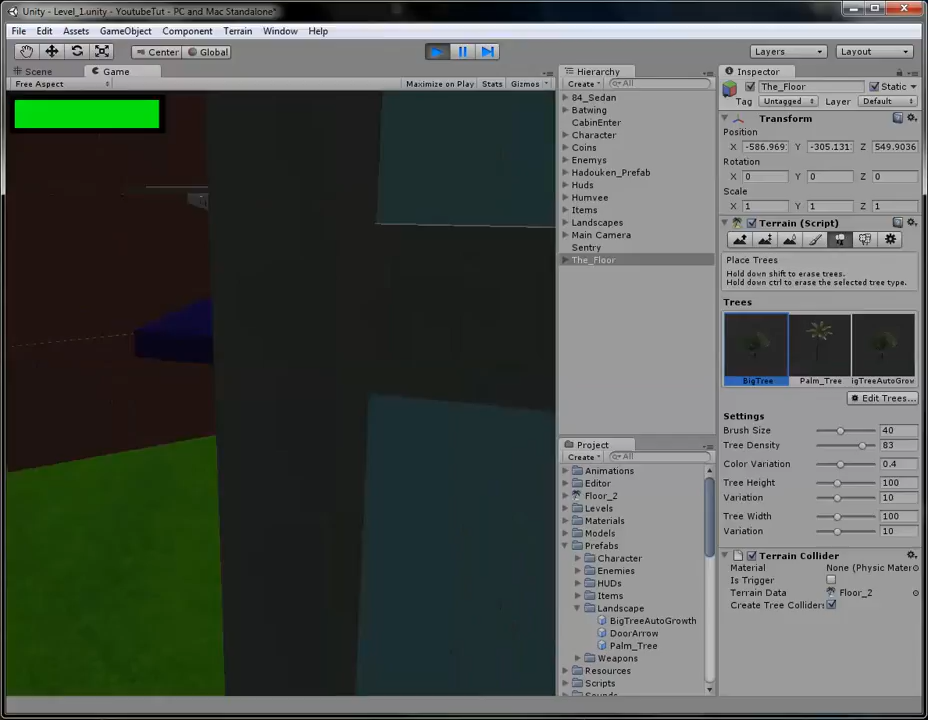 Unity - Level_1.unity - YoutubeTut - PC and Mac Standalone*
File Edit Assets GameObject Component Terrain Window Help
Center Global Layers Layout
Scene Game
Free Aspect Maximize on Play Stats Gizmos
Hierarchy
Create All
84_Sedan
Batwing
CabinEnter
Character
Coins
Enemys
Hadouken_Prefab
Huds
Humvee
Items
Landscapes
Main Camera
Sentry
The_Floor
Project
Create All
Animations
Editor
Floor_2
Levels
Materials
Models
Prefabs
Character
Enemies
HUDs
Items
Landscape
BigTreeAutoGrowth
DoorArrow
Palm_Tree
Weapons
Resources
Scripts
Sounds
Inspector
The_Floor Static
Tag Untagged Layer Default
Transform
Position
X -586.969 Y -305.131 Z 549.9036
Rotation
X 0 Y 0 Z 0
Scale
X 1 Y 1 Z 1
Terrain (Script)
Place Trees
Hold down shift to erase trees.
Hold down ctrl to erase the selected tree type.
Trees
BigTree Palm_Tree igTreeAutoGrow
Edit Trees...
Settings
Brush Size 40
Tree Density 83
Color Variation 0.4
Tree Height 100
Variation 10
Tree Width 100
Variation 10
Terrain Collider
Material None (Physic Mater
Is Trigger
Terrain Data Floor_2
Create Tree Colliders